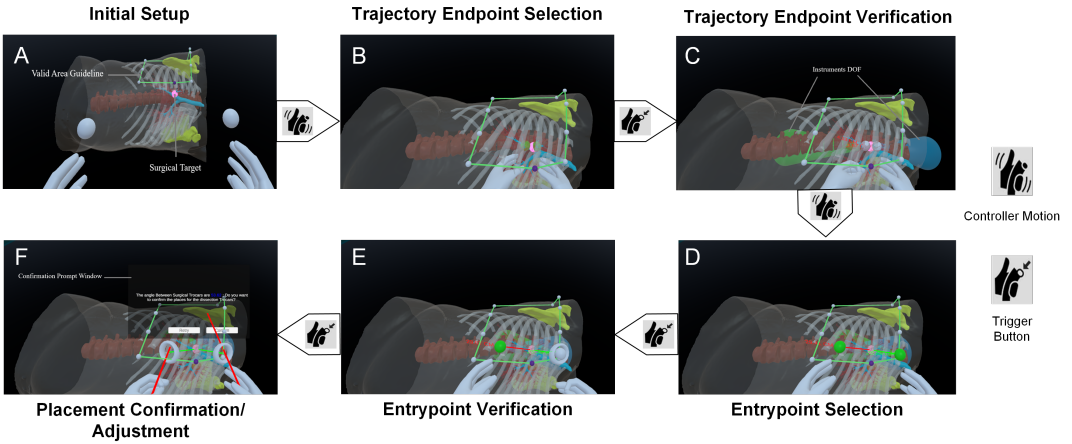 Initial Setup
Trajectory Endpoint Selection
Trajectory Endpoint Verification
A
Valid Area Guideline
Surgical Target
B
C
Instruments DOF
Controller Motion
Trigger
Button
F
Confirmation Prompt Window
The angle Between Surgical Trocars are
Do you want
to confirm the places for the dissection Trocars?
E
D
Placement Confirmation/
Adjustment
Entrypoint Verification
Entrypoint Selection